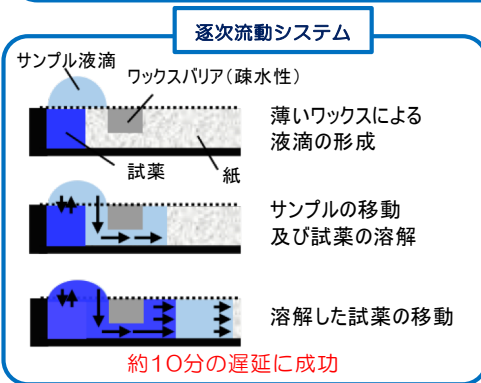 逐次流動システム
サンプル液滴
ワックスバリア(疎水性)
試薬
紙
薄いワックスによる
液滴の形成
サンプルの移動
及び試薬の溶解
溶解した試薬の移動
約10分の遅延に成功